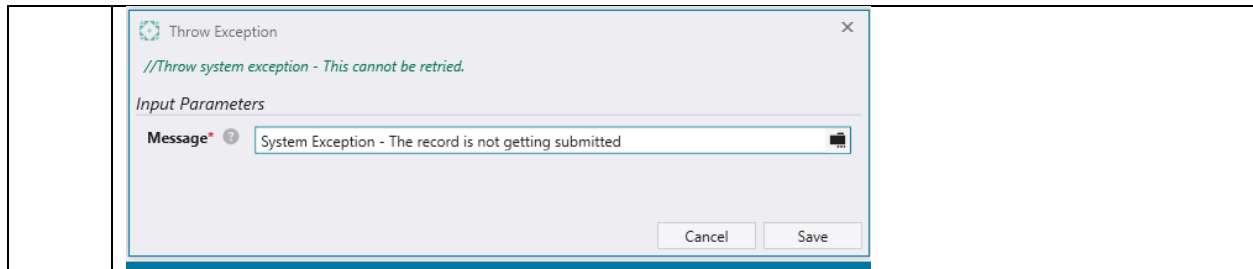 Throw Exception
//Throw system exception - This cannot be retried.
Input Parameters
Message* ?
System Exception - The record is not getting submitted
Cancel Save